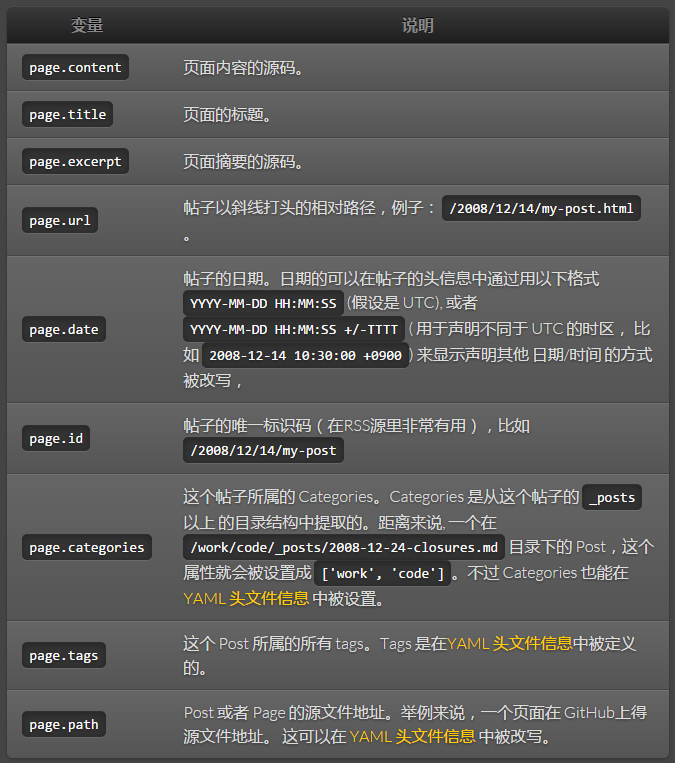 变量 说明
page.content 页面内容的源码。
page.title 页面的标题。
page.excerpt 页面摘要的源码。
page.url 帖子以斜线打头的相对路径，例子： /2008/12/14/my-post.html
。
page.date 帖子的日期。日期的可以在帖子的头信息中通过用以下格式
YYYY-MM-DD HH:MM:SS (假设是 UTC), 或者
YYYY-MM-DD HH:MM:SS +/-TTTT ( 用于声明不同于 UTC 的时区， 比
如 2008-12-14 10:30:00 +0900 ) 来显示声明其他 日期/时间 的方式
被改写，
page.id 帖子的唯一标识码（在RSS源里非常有用），比如
/2008/12/14/my-post
page.categories 这个帖子所属的 Categories。Categories 是从这个帖子的 _posts
以上 的目录结构中提取的。距离来说, 一个在
/work/code/_posts/2008-12-24-closures.md 目录下的 Post，这个
属性就会被设置成 ['work', 'code'] 。不过 Categories 也能在
YAML 头文件信息 中被设置。
page.tags 这个 Post 所属的所有 tags。Tags 是在YAML 头文件信息中被定义
的。
page.path Post 或者 Page 的源文件地址。举例来说，一个页面在 GitHub上得
源文件地址。 这可以在 YAML 头文件信息 中被改写。